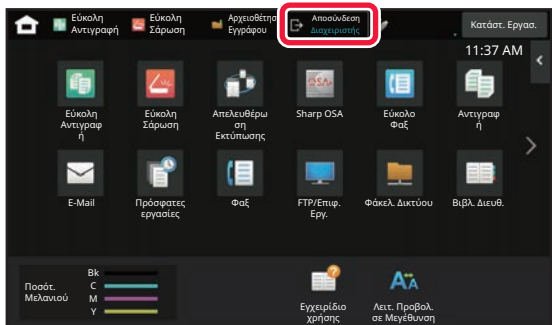 Εύκολη
Αντιγραφή
Εύκολη
Σάρωση
Αρχειοθέτησ
Εγγράφου
Αποσύνδεση
Διαχειριστής
Κατάστ. Εργασ.
11:37 AM
Εύκολη
Αντιγραφ
ή
Εύκολη
Σάρωση
Απελευθέρω
ση
Εκτύπωσης
Sharp OSA
Εύκολο
Φαξ
Αντιγραφ
ή
E-Mail
Πρόσφατες
εργασίες
Φαξ
FTP/Επιφ.
Εργ.
Φάκελ. Δικτύου
Βιβλ. Διευθ.
Ποσότ.
Μελανιού
Bk
C
M
Y
Εγχειρίδιο
χρήσης
Λειτ. Προβολ.
σε Μεγέθυνση